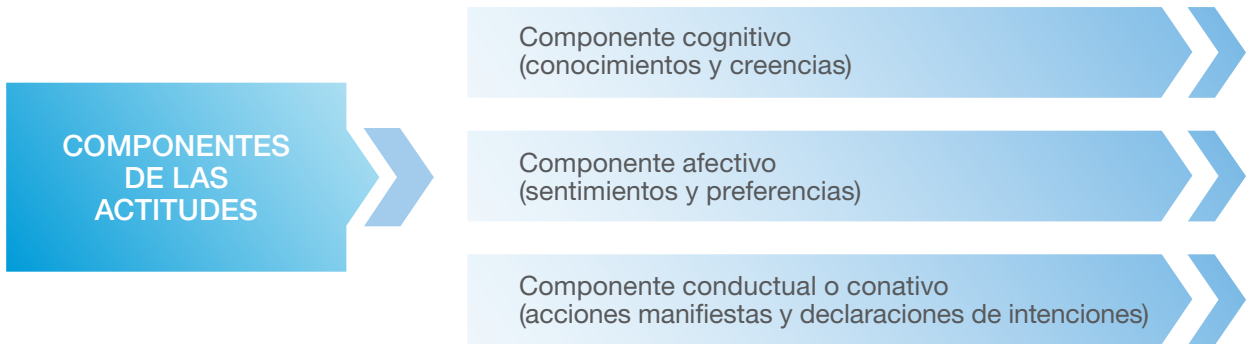 COMPONENTES
DE LAS
ACTITUDES
Componente cognitivo
(conocimientos y creencias)
Componente afectivo
(sentimientos y preferencias)
Componente conductual o conativo
(acciones manifiestas y declaraciones de intenciones)